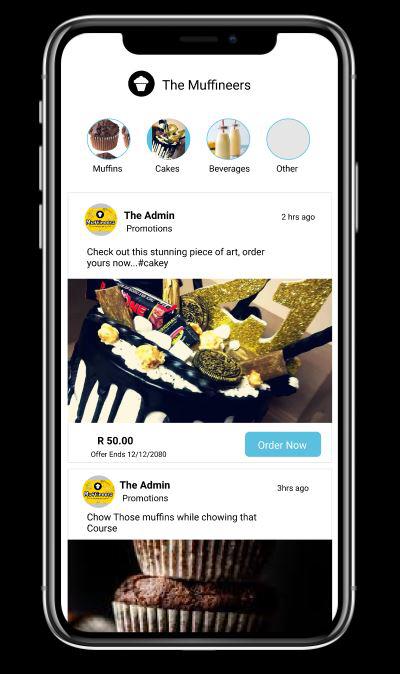 The Muffineers
Muffins
Cakes
Beverages
Other
The Admin
2 hrs ago
Promotions
Check out this stunning piece of art, order
yours now...#cakey
R 50.00
Offer Ends 12/12/2080
Order Now
Muffineers
The Admin
3hrs ago
Promotions
Chow Those muffins while chowing that
Course